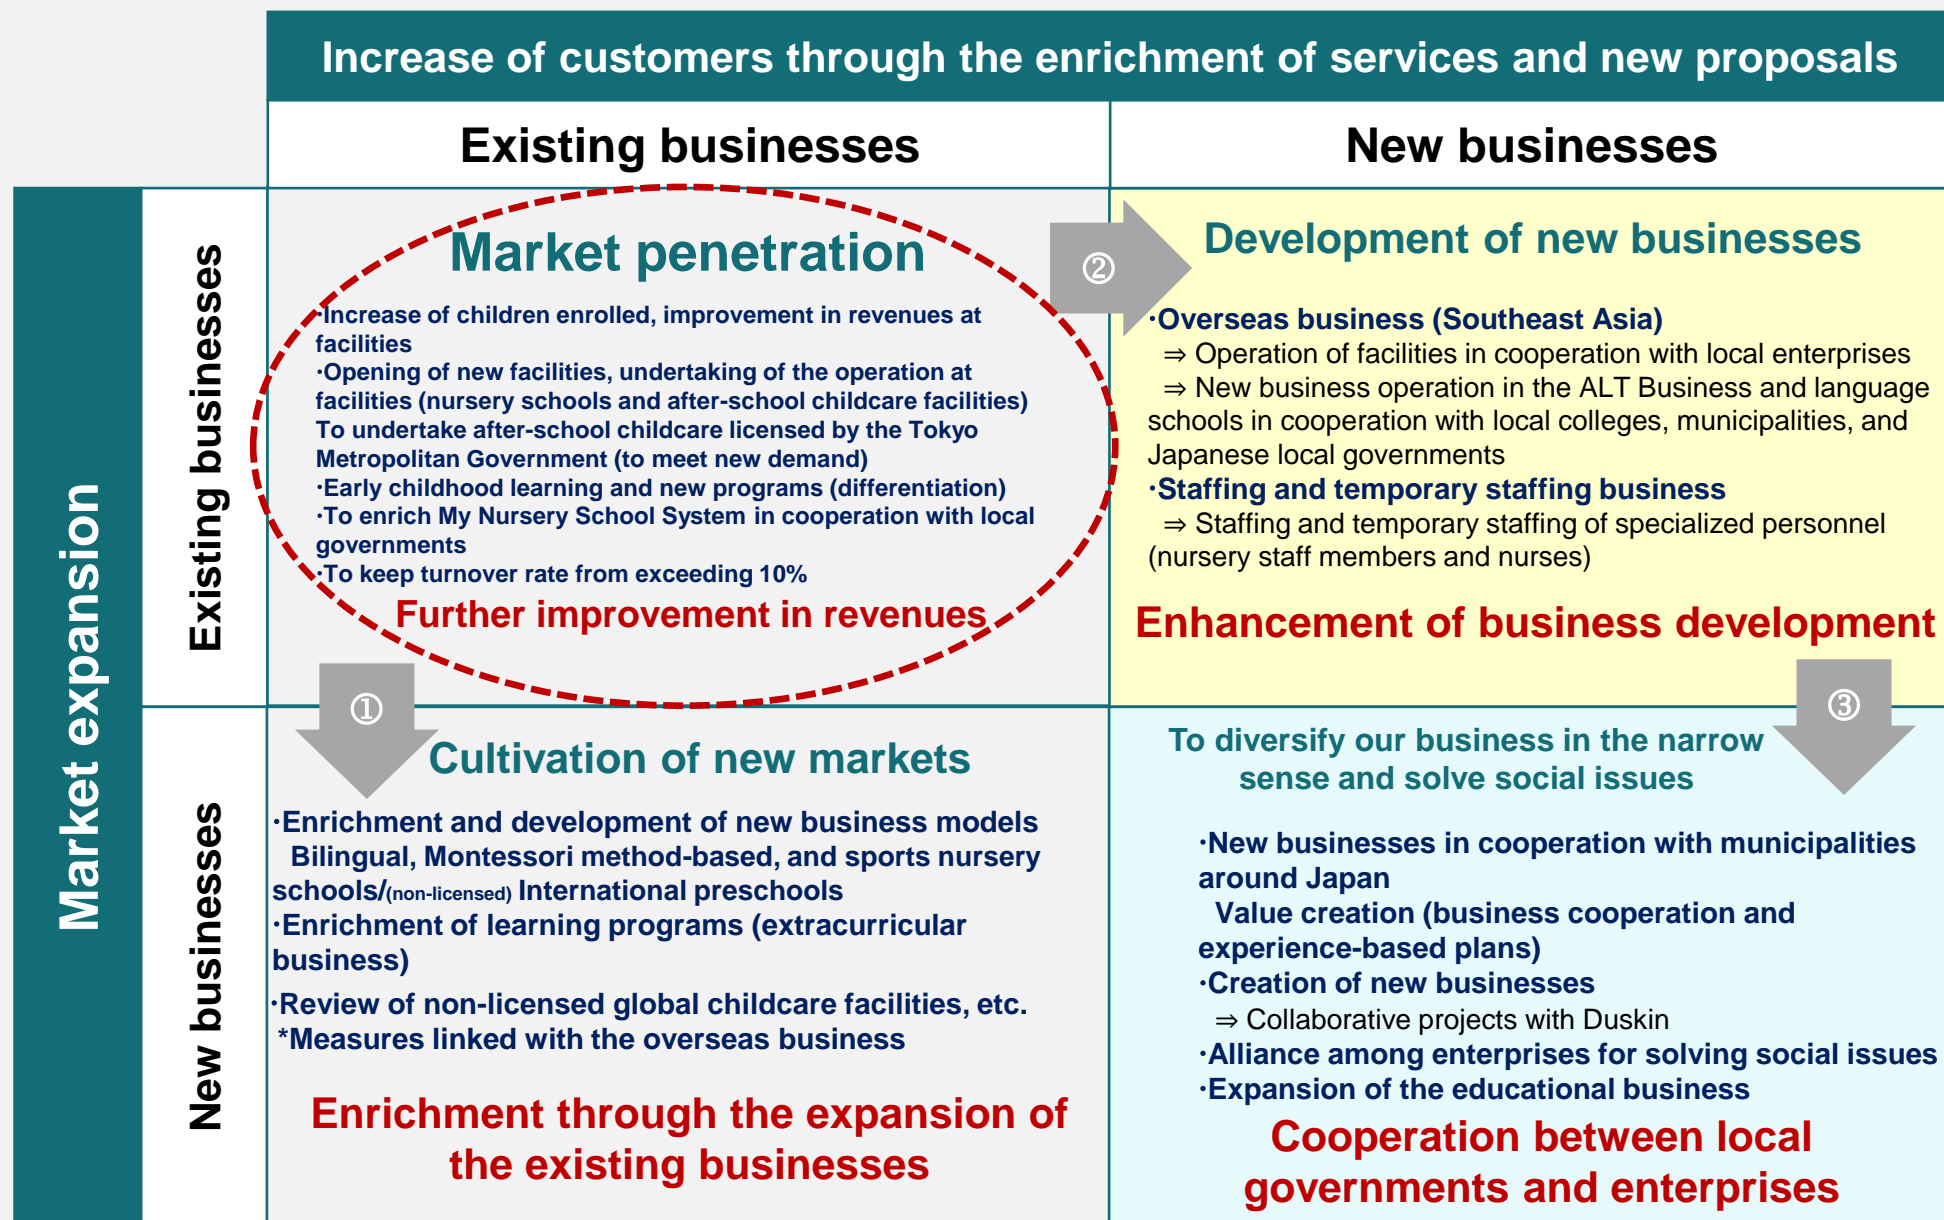 Increase of customers through the enrichment of services and new proposals
Existing businesses
New businesses
Market expansion
Existing businesses
Market penetration
·Increase of children enrolled, improvement in revenues at
facilities
·Opening of new facilities, undertaking of the operation at
facilities (nursery schools and after-school childcare facilities)
To undertake after-school childcare licensed by the Tokyo
Metropolitan Government (to meet new demand)
·Early childhood learning and new programs (differentiation)
·To enrich My Nursery School System in cooperation with local
governments
·To keep turnover rate from exceeding 10%
Further improvement in revenues
②
Development of new businesses
·Overseas business (Southeast Asia)
⇒ Operation of facilities in cooperation with local enterprises
⇒ New business operation in the ALT Business and language
schools in cooperation with local colleges, municipalities, and
Japanese local governments
·Staffing and temporary staffing business
⇒ Staffing and temporary staffing of specialized personnel
(nursery staff members and nurses)
Enhancement of business development
New businesses
①
Cultivation of new markets
·Enrichment and development of new business models
Bilingual, Montessori method-based, and sports nursery
schools/(non-licensed) International preschools
·Enrichment of learning programs (extracurricular
business)
·Review of non-licensed global childcare facilities, etc.
*Measures linked with the overseas business
Enrichment through the expansion of
the existing businesses
③
To diversify our business in the narrow
sense and solve social issues
·New businesses in cooperation with municipalities
around Japan
Value creation (business cooperation and
experience-based plans)
·Creation of new businesses
⇒ Collaborative projects with Duskin
·Alliance among enterprises for solving social issues
·Expansion of the educational business
Cooperation between local
governments and enterprises